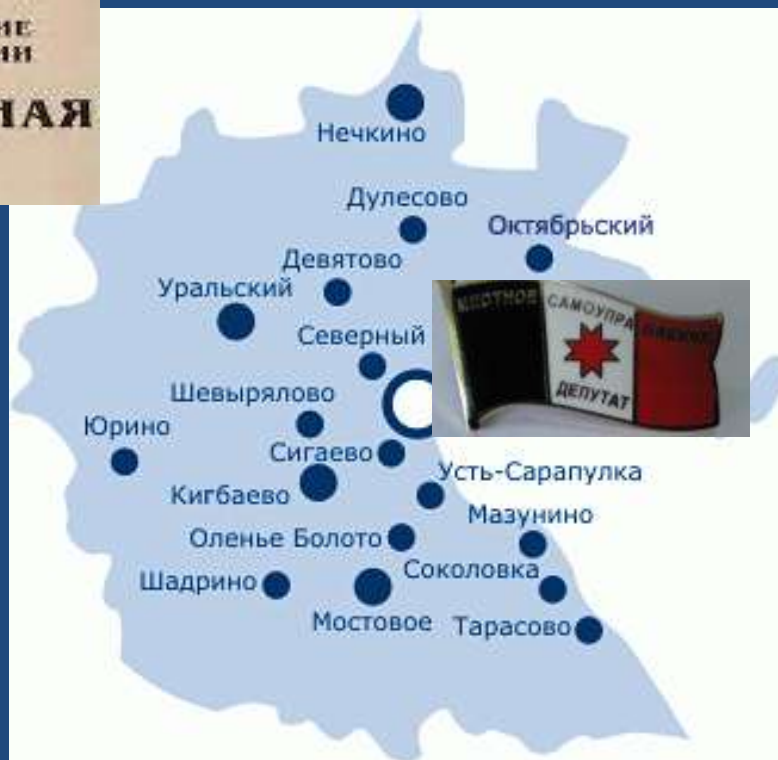 НАЯ
Нечкино
Дулесово
Октябрьский
Девятово
Уральский
Северный
САМОУПРА
ДЕПУТАТ
Шевырялово
Юрино
Сигаево
Усть-Сарапулка
Кигбаево
Мазунино
Оленье Болото
Соколовка
Шадрино
Мостовое
Тарасово